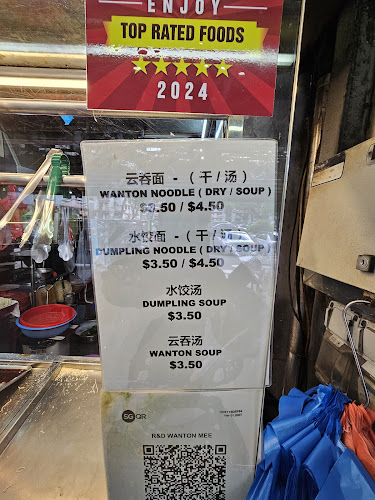 ENJOY
TOP RATED FOODS
2024
云吞面 - ( 干 / 汤 )
WANTON NOODLE ( DRY / SOUP )
$3.50 / $4.50
水饺面 - ( 干 / 汤 )
DUMPLING NOODLE ( DRY / SOUP )
$3.50 / $4.50
水饺汤
DUMPLING SOUP
$3.50
云吞汤
WANTON SOUP
$3.50
SG QR
R&D WANTON MEE